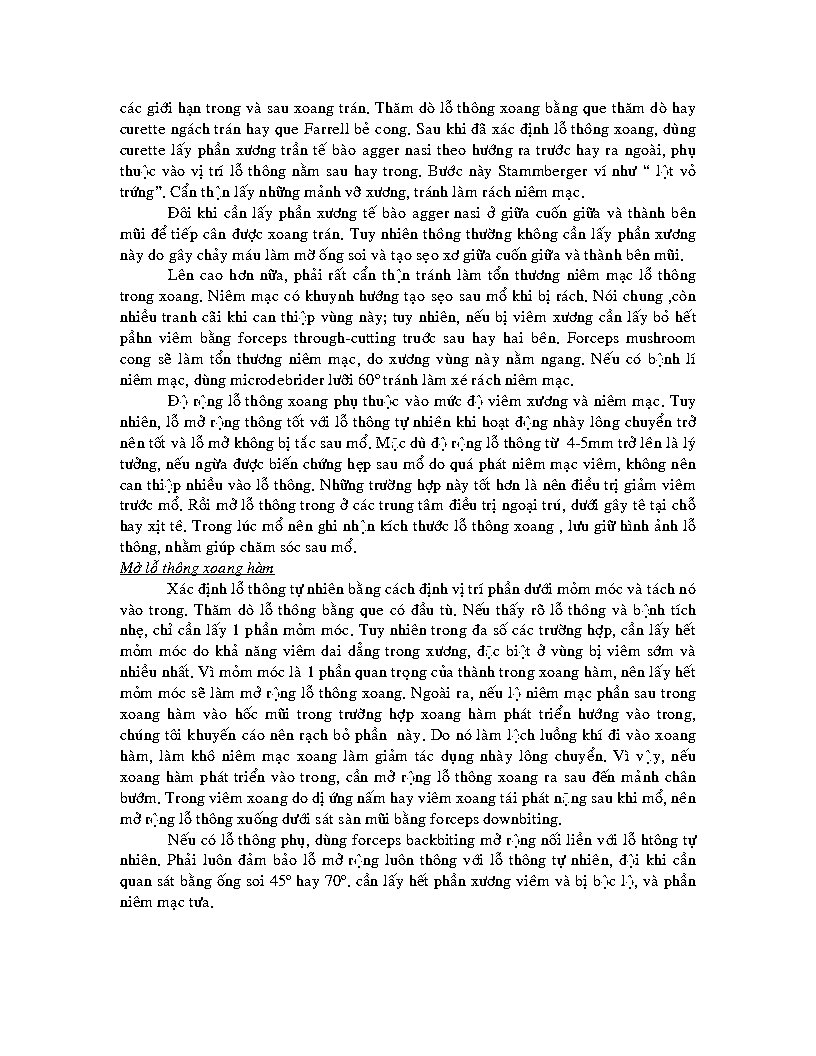 các giới hạn trong và sau xoang trán. Thăm dò lỗ thông xoang bằng que thăm dò hay
curette ngách trán hay que Farrell bẻ cong. Sau khi đã xác định lỗ thông xoang, dùng
curette lấy phần xương trần tế bào agger nasi theo hướng ra trước hay ra ngoài, phụ
thuộc vào vị trí lỗ thông nằm sau hay trong. Bước này Stammberger ví như “ lột vỏ
trứng”. Cẩn thận lấy những mảnh vỡ xương, tránh làm rách niêm mạc.
Đôi khi cần lấy phần xương tế bào agger nasi ở giữa cuốn giữa và thành bên
mũi để tiếp cân được xoang trán. Tuy nhiên thông thường không cần lấy phần xương
này do gây chảy máu làm mờ ống soi và tạo sẹo xơ giữa cuốn giữa và thành bên mũi.
Lên cao hơn nữa, phải rất cẩn thận tránh làm tổn thương niêm mạc lỗ thông
trong xoang. Niêm mạc có khuynh hướng tạo sẹo sau mổ khi bị rách. Nói chung ,còn
nhiều tranh cãi khi can thiệp vùng này; tuy nhiên, nếu bị viêm xương cần lấy bỏ hết
pầhn viêm bằng forceps through-cutting truớc sau hay hai bên. Forceps mushroom
cong sẽ làm tổn thương niêm mạc, do xương vùng này nằm ngang. Nếu có bệnh lí
niêm mạc, dùng microdebrider lưỡi 60º tránh làm xé rách niêm mạc.
Độ rộng lỗ thông xoang phụ thuộc vào mức độ viêm xương và niêm mạc. Tuy
nhiên, lỗ mở rộng thông tốt với lỗ thông tự nhiên khi hoạt động nhày lông chuyển trở
nên tốt và lỗ mở không bị tắc sau mổ. Mặc dù độ rộng lỗ thông từ  4-5mm trở lên là lý
tưởng, nếu ngừa được biến chứng hẹp sau mổ do quá phát niêm mạc viêm, không nên
can thiệp nhiều vào lỗ thông. Những trường hợp này tốt hơn là nên điều trị giảm viêm
trước mổ. Rồi mở lỗ thông trong ở các trung tâm điều trị ngoại trú, dưới gây tê tại chỗ
hay xịt tê. Trong lúc mổ nên ghi nhận kích thước lỗ thông xoang , lưu giữ hình ảnh lỗ
thông, nhằm giúp chăm sóc sau mổ.
Mở lỗ thông xoang hàm
Xác định lỗ thông tự nhiên bằng cách định vị trí phần dưới mỏm móc và tách nó
vào trong. Thăm dò lỗ thông bằng que có đầu tù. Nếu thấy rõ lỗ thông và bệnh tích
nhẹ, chỉ cần lấy 1 phần mỏm móc. Tuy nhiên trong đa số các trường hợp, cần lấy hết
mỏm móc do khả năng viêm dai dẳng trong xương, đặc biệt ở vùng bị viêm sớm và
nhiều nhất. Vì mỏm móc là 1 phần quan trọng của thành trong xoang hàm, nên lấy hết
mỏm móc sẽ làm mở rộng lỗ thông xoang. Ngoài ra, nếu lộ niêm mạc phần sau trong
xoang hàm vào hốc mũi trong trường hợp xoang hàm phát triển hướng vào trong,
chúng tôi khuyến cáo nên rạch bỏ phần  này. Do nó làm lệch luồng khí đi vào xoang
hàm, làm khô niêm mạc xoang làm giảm tác dụng nhày lông chuyển. Vì vậy, nếu
xoang hàm phát triển vào trong, cần mở rộng lỗ thông xoang ra sau đến mảnh chân
bướm. Trong viêm xoang do dị ứng nấm hay viêm xoang tái phát nặng sau khi mổ, nên
mở rộng lỗ thông xuống dưới sát sàn mũi bằng forceps downbiting.
Nếu có lỗ thông phụ, dùng forceps backbiting mở rộng nối liền với lỗ htông tự
nhiên. Phải luôn đảm bảo lỗ mở rộng luôn thông với lỗ thông tự nhiên, đội khi cần
quan sát bằng ống soi 45º hay 70º. cần lấy hết phần xương viêm và bị bộc lộ, và phần
niêm mạc tưa.